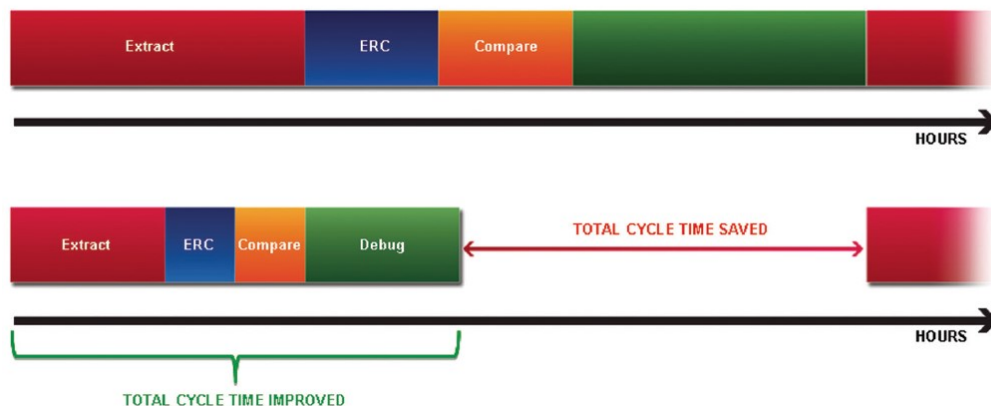 Extract ERC Compare
HOURS
Extract ERC Compare Debug TOTAL CYCLE TIME SAVED
HOURS
TOTAL CYCLE TIME IMPROVED